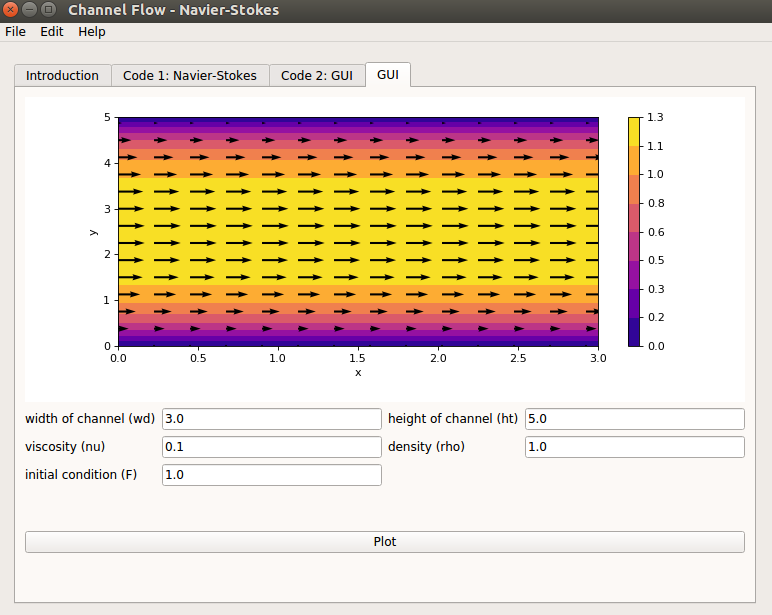 Channel Flow - Navier-Stokes
File Edit Help
Introduction Code 1: Navier-Stokes Code 2: GUI GUI
5
4
3
2
1
0
y
0.0 0.5 1.0 1.5 2.0 2.5 3.0
x
1.3
1.1
1.0
0.8
0.6
0.5
0.3
0.2
0.0
width of channel (wd) 3.0 height of channel (ht) 5.0
viscosity (nu) 0.1 density (rho) 1.0
initial condition (F) 1.0
Plot